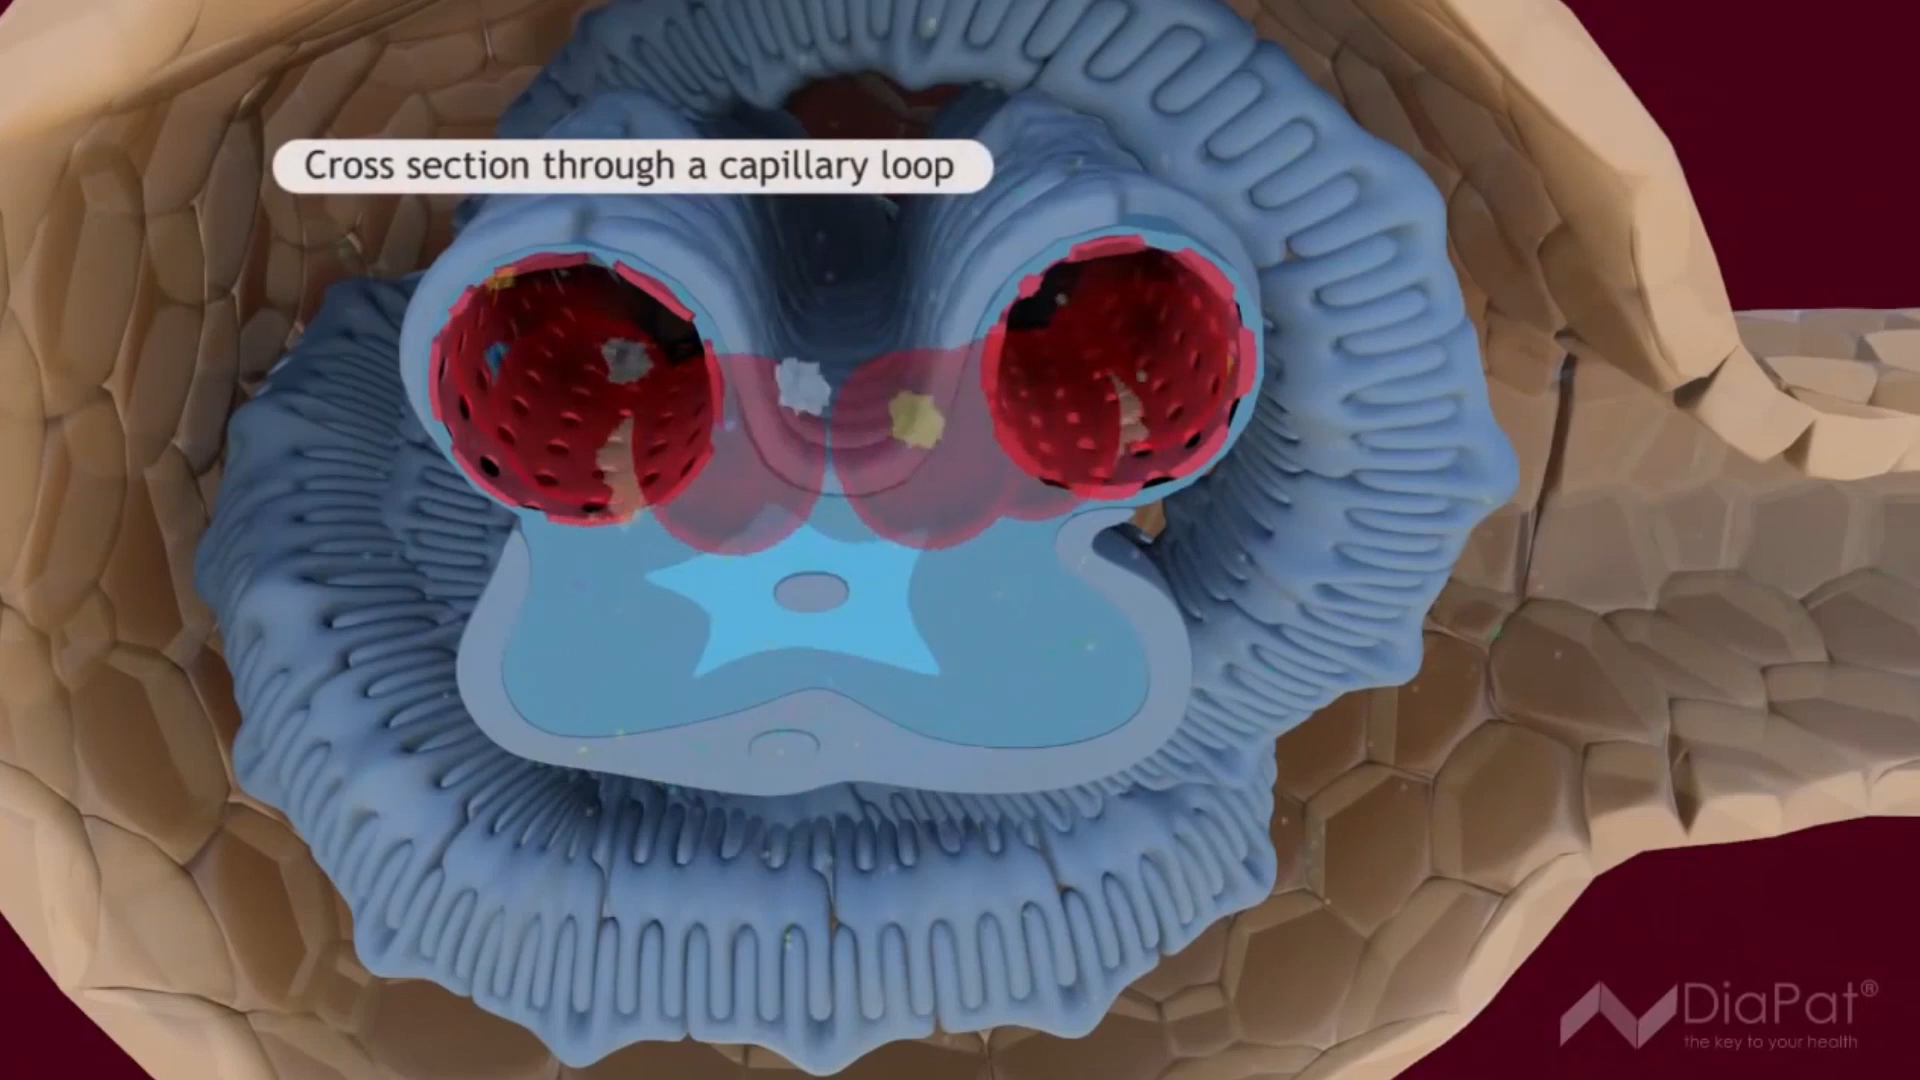 Cross section through a capillary loop
DiaPat®
the key to your health